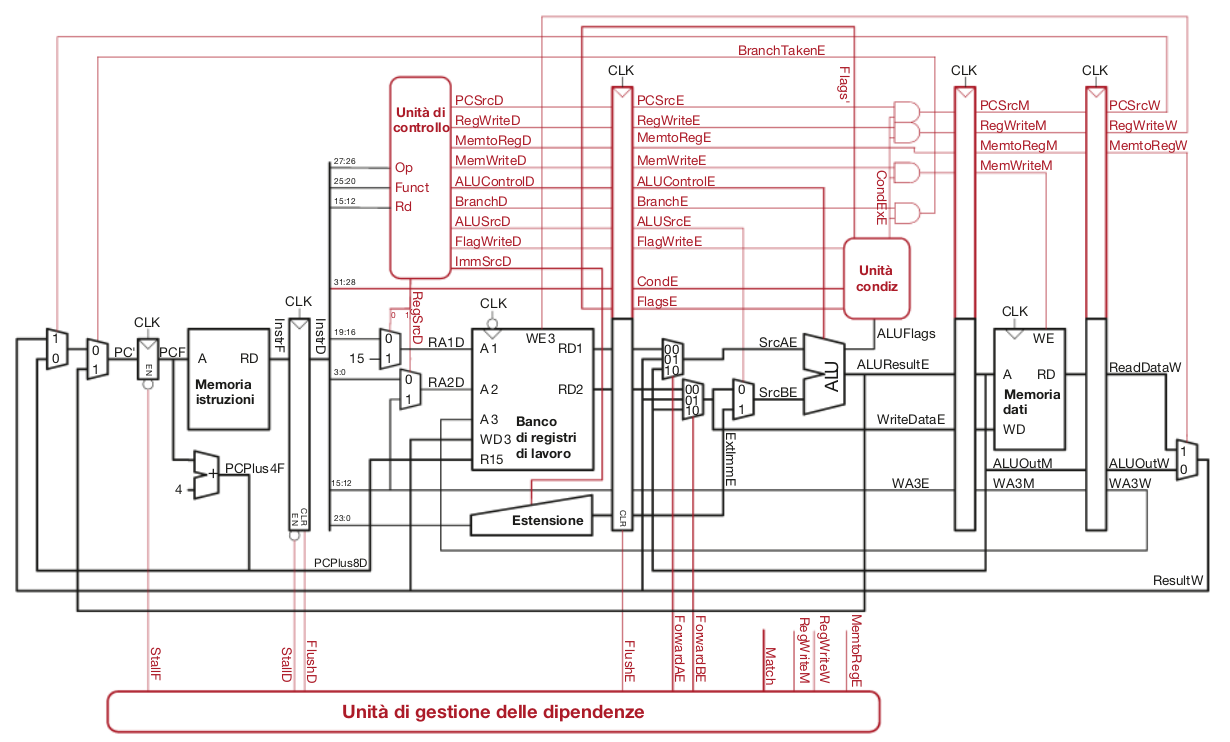 BranchTakenE
CLK
CLK
CLK
Flags'
Unità di
controllo
PCSrcD
PCSrcE
PCSrcM
PCSrcW
RegWriteD
RegWriteE
RegWriteM
RegWriteW
MemtoRegD
MemtoRegE
MemtoRegM
MemtoRegW
27:26
Op
MemWriteD
MemWriteE
MemWriteM
25:20
Funct
ALUControlD
ALUControlE
CondExE
15:12
Rd
BranchD
BranchE
ALUSrcD
ALUSrcE
FlagWriteD
FlagWriteE
ImmSrcD
Unità
condiz
31:28
CondE
FlagsE
RegSrcD
0 1
CLK
CLK
CLK
CLK
InstrF
InstrD
19:16
WE3
ALUFlags
WE
1
0
0
1
PC'
PCF
EN
A
RD
Memoria
istruzioni
0
1
15
RA1D
A1
RD1
00
01
10
SrcAE
ALU
ALUResultE
A
RD
ReadDataW
3:0
0
1
RA2D
A2
RD2
00
01
10
0
1
SrcBE
Memoria
dati
WriteDataE
WD
A3
Banco
di registri
di lavoro
WD3
R15
ExtImmE
1
0
4
+
PCPlus4F
ALUOutM
ALUOutW
15:12
WA3E
WA3M
WA3W
EN
CLR
23:0
Estensione
CLR
PCPlus8D
ResultW
StallF
StallD
FlushD
FlushE
ForwardAE
ForwardBE
Match
RegWriteM
RegWriteW
MemtoRegE
Unità di gestione delle dipendenze